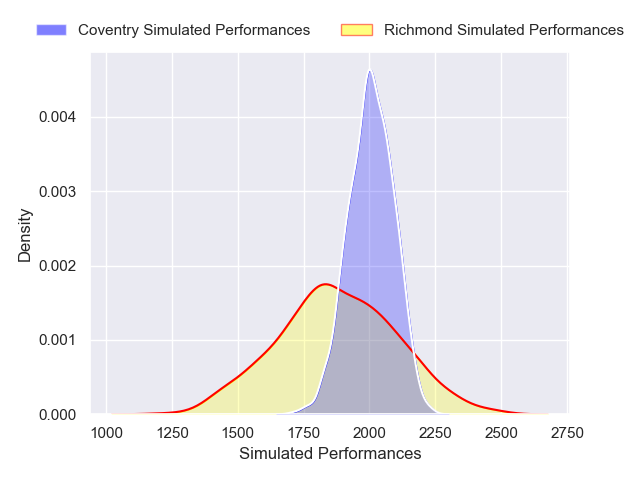 Coventry Simulated Performances Richmond Simulated Performances
0.004
0.003
0.002
0.001
0.000
Density
1000 1250 1500 1750 2000 2250 2500 2750
Simulated Performances